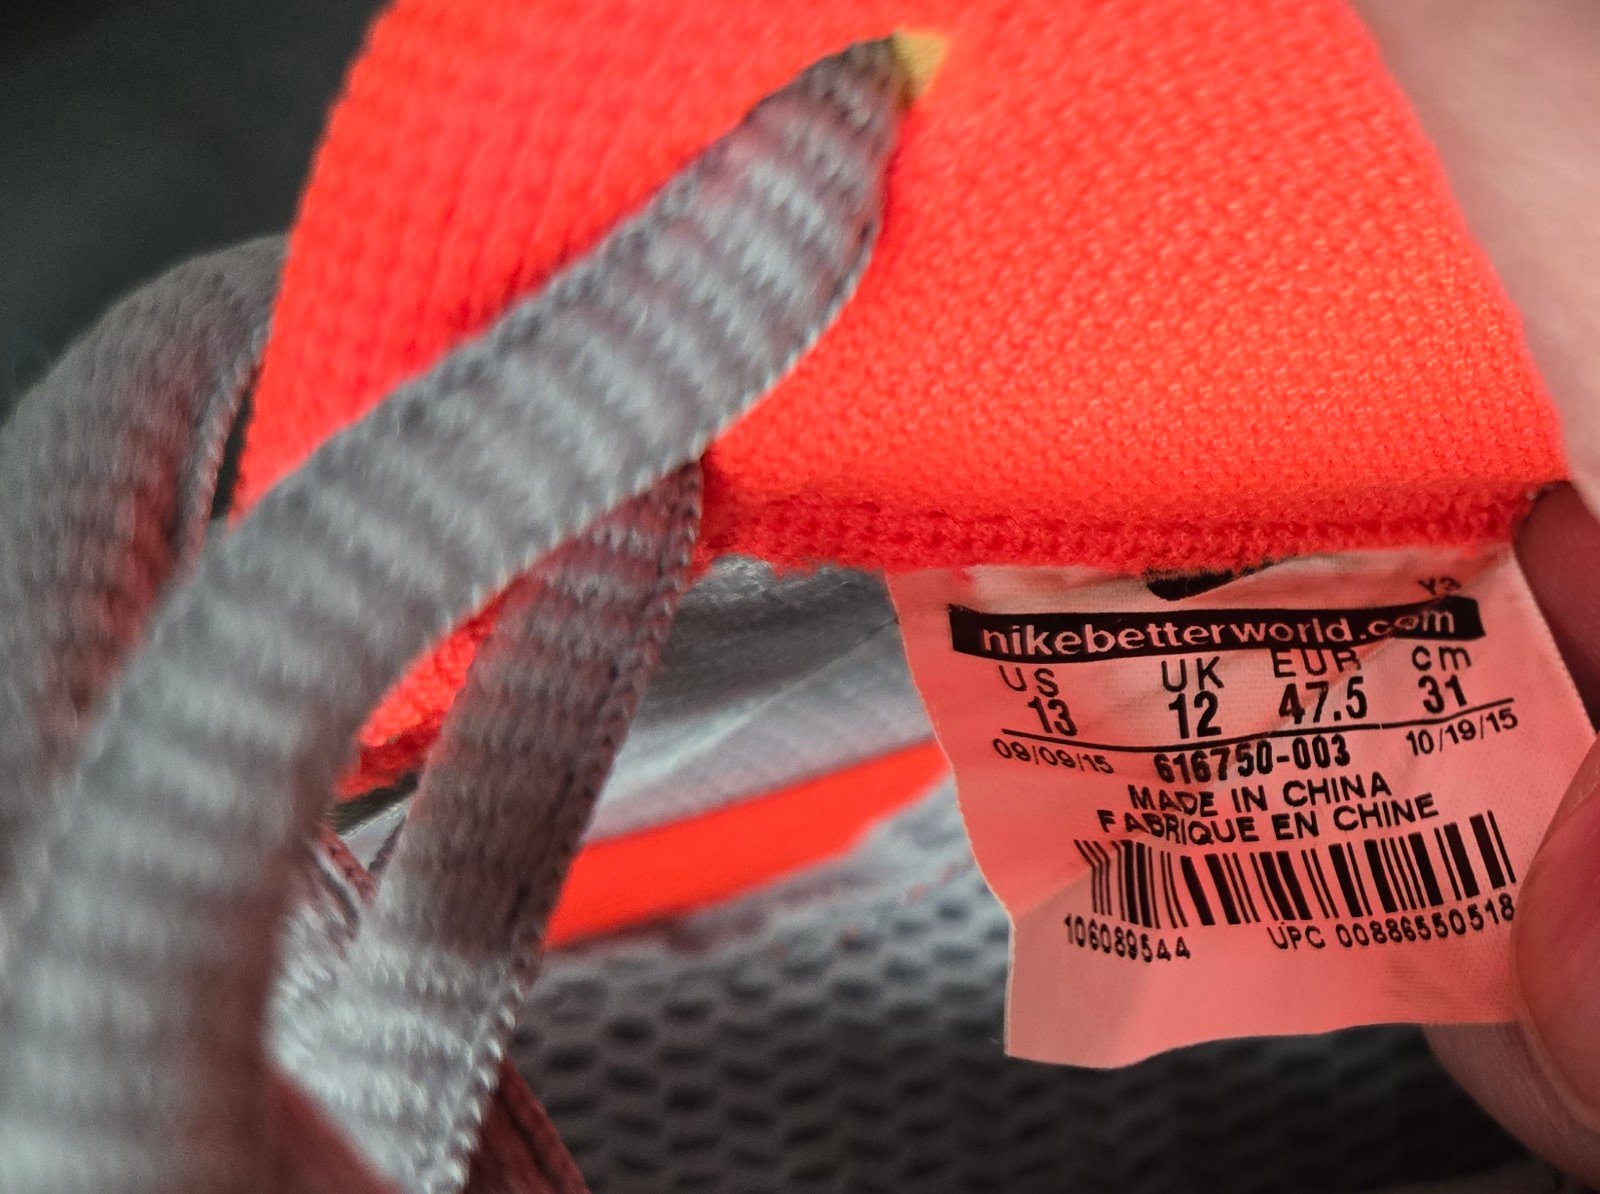 Y3
nikebetterworld.com
US UK EUR cm
13 12 47.5 31
09/09/15 616750-003 10/19/15
MADE IN CHINA
FABRIQUE EN CHINE
106089544 UPC 00886550518